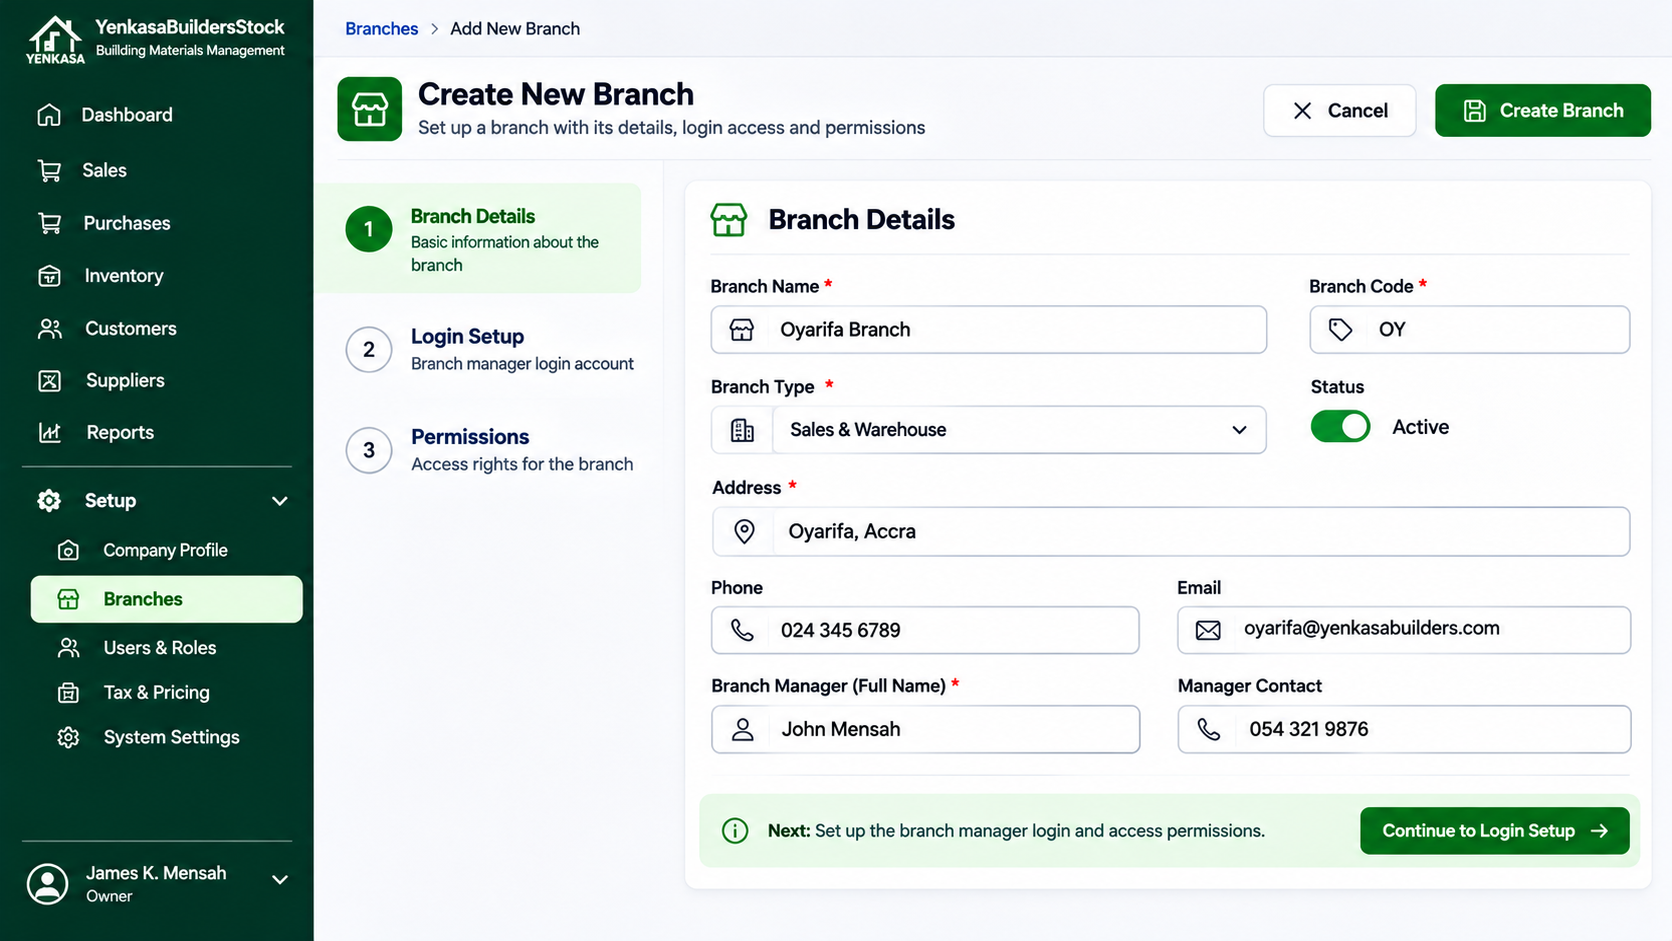 YenkasaBuildersStock
Building Materials Management
YENKASA
Dashboard
Sales
Purchases
Inventory
Customers
Suppliers
Reports
Setup
Company Profile
Branches
Users & Roles
Tax & Pricing
System Settings
James K. Mensah
Owner
Branches > Add New Branch
Create New Branch
Set up a branch with its details, login access and permissions
Cancel
Create Branch
1
Branch Details
Basic information about the
branch
2
Login Setup
Branch manager login account
3
Permissions
Access rights for the branch
Branch Details
Branch Name *
Oyarifa Branch
Branch Code *
OY
Branch Type *
Sales & Warehouse
Status
Active
Address *
Oyarifa, Accra
Phone
024 345 6789
Email
oyarifa@yenkasabuilders.com
Branch Manager (Full Name) *
John Mensah
Manager Contact
054 321 9876
Next: Set up the branch manager login and access permissions.
Continue to Login Setup →